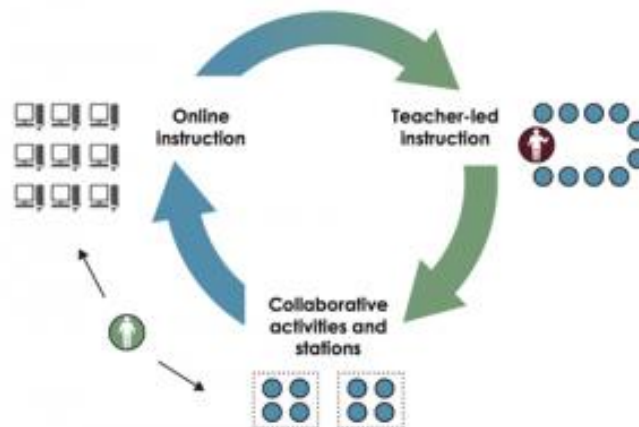 Online
instruction
Teacher-led
instruction
Collaborative
activities and
stations